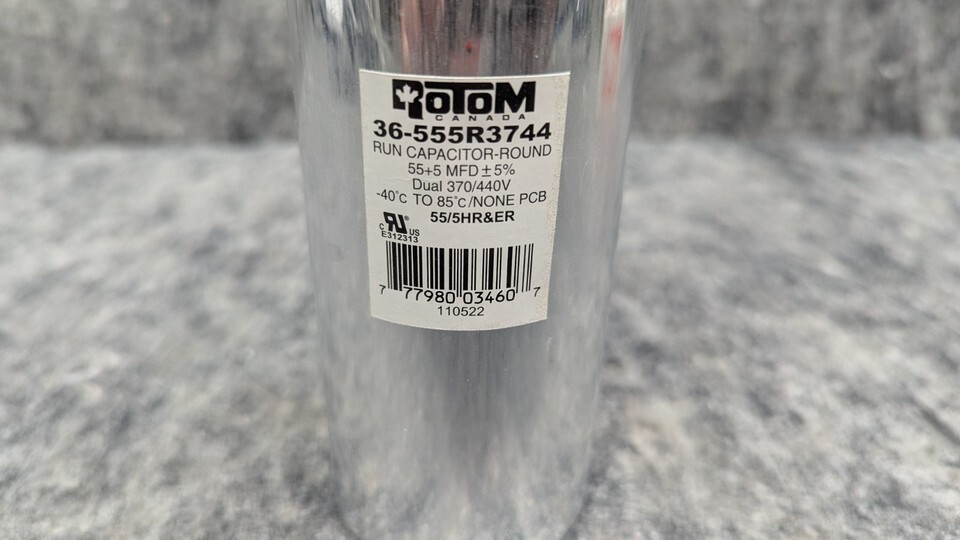 RoToM
CANADA
36-555R3744
RUN CAPACITOR-ROUND
55+5 MFD ± 5%
Dual 370/440V
-40°c TO 85°c/NONE PCB
55/5HR&ER
c RU® US
E312313
7 77980 03460 7
110522